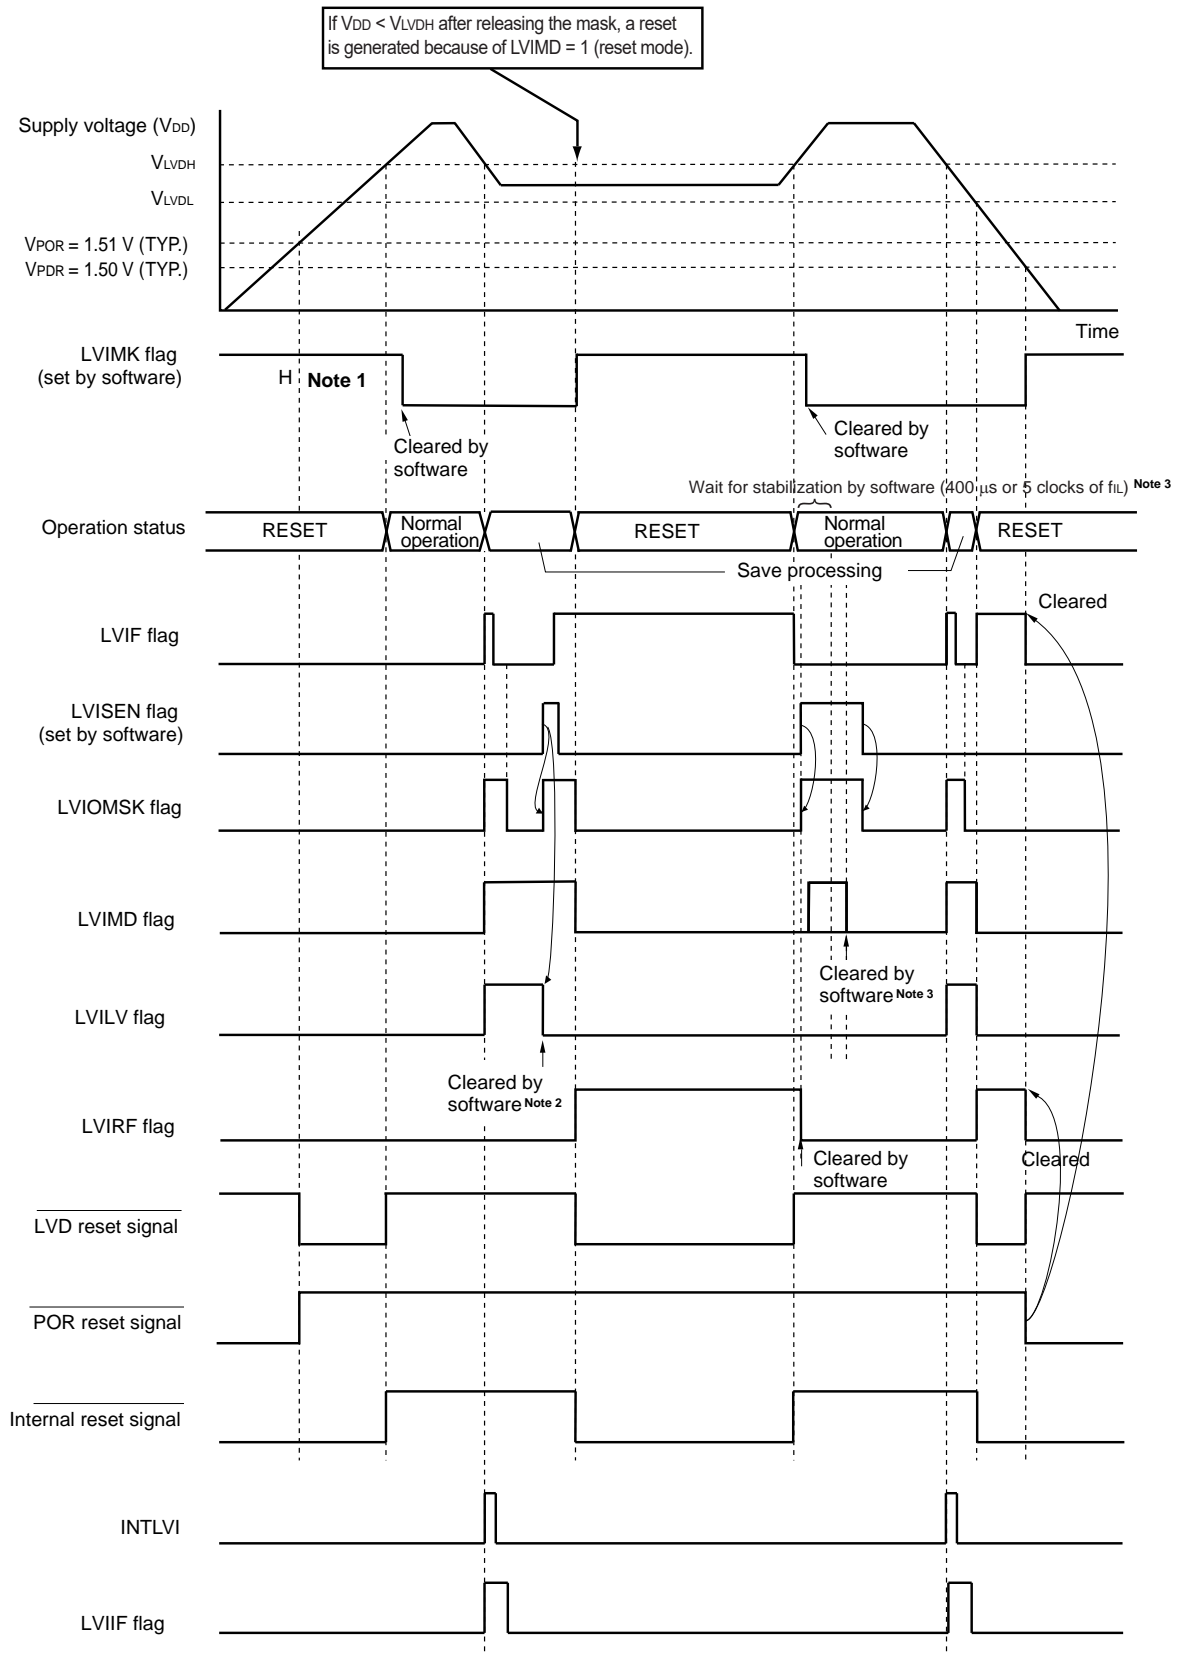 If VDD < VLVDH after releasing the mask, a reset
is generated because of LVIMD = 1 (reset mode).
Supply voltage (VDD)
VLVDH
VLVDL
VPOR = 1.51 V (TYP.)
VPDR = 1.50 V (TYP.)
Time
LVIMK flag
(set by software)
H Note 1
Cleared by
software
Cleared by
software
Wait for stabilization by software (400 μs or 5 clocks of fIL) Note 3
Operation status
RESET
Normal
operation
RESET
Normal
operation
RESET
Save processing
Cleared
LVIF flag
LVISEN flag
(set by software)
LVIOMSK flag
LVIMD flag
Cleared by
software Note 3
LVILV flag
Cleared by
software Note 2
LVIRF flag
Cleared by
software
Cleared
LVD reset signal
POR reset signal
Internal reset signal
INTLVI
LVIIF flag